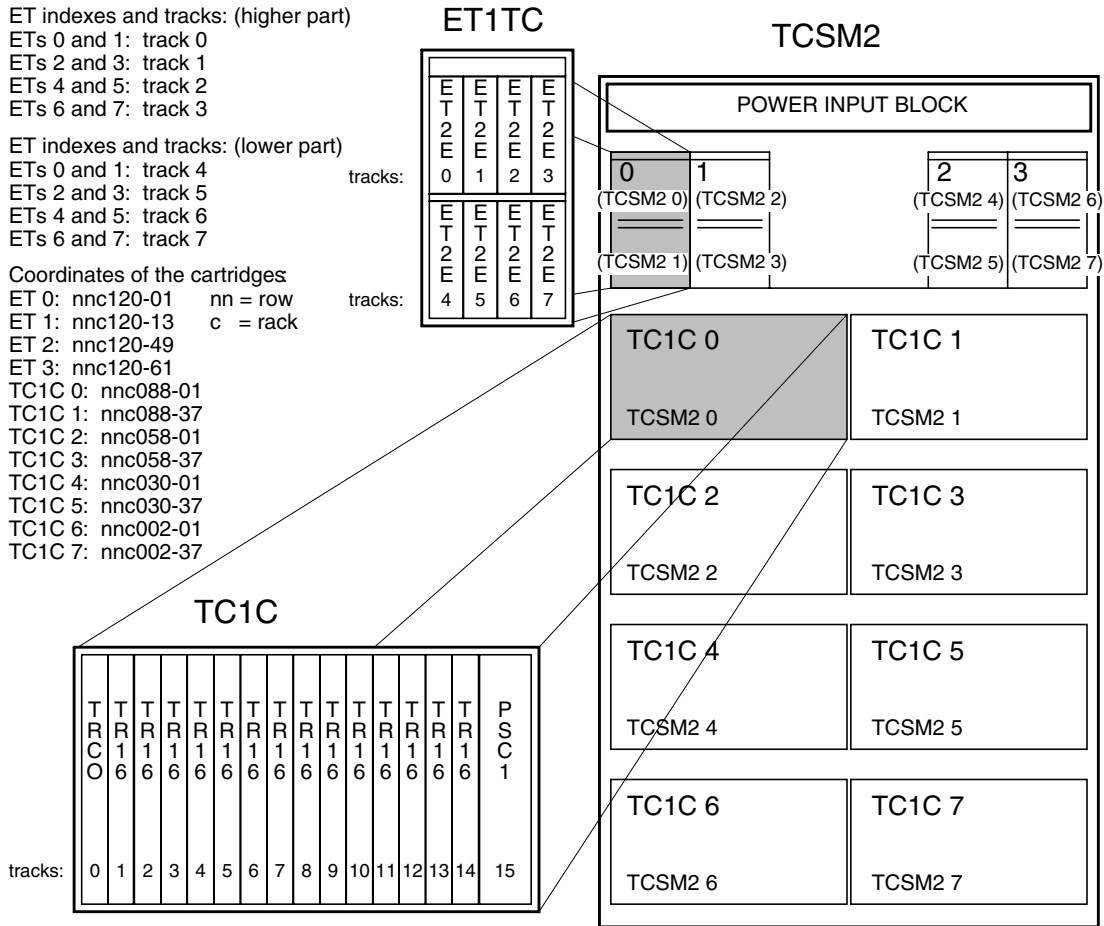 ET indexes and tracks: (higher part)
ETs 0 and 1: track 0
ETs 2 and 3: track 1
ETs 4 and 5: track 2
ETs 6 and 7: track 3
ET indexes and tracks: (lower part)
ETs 0 and 1: track 4
ETs 2 and 3: track 5
ETs 4 and 5: track 6
ETs 6 and 7: track 7
Coordinates of the cartridges:
ET 0: nnc120-01 nn = row
ET 1: nnc120-13 c = rack
ET 2: nnc120-49
ET 3: nnc120-61
TC1C 0: nnc088-01
TC1C 1: nnc088-37
TC1C 2: nnc058-01
TC1C 3: nnc058-37
TC1C 4: nnc030-01
TC1C 5: nnc030-37
TC1C 6: nnc002-01
TC1C 7: nnc002-37
ET1TC
ET2E ET2E ET2E ET2E
tracks: 0 1 2 3
ET2E ET2E ET2E ET2E
tracks: 4 5 6 7
TCSM2
POWER INPUT BLOCK
0 1 2 3
(TCSM2 0) (TCSM2 2) (TCSM2 4) (TCSM2 6)
(TCSM2 1) (TCSM2 3) (TCSM2 5) (TCSM2 7)
TC1C 0 TC1C 1
TCSM2 0 TCSM2 1
TC1C 2 TC1C 3
TCSM2 2 TCSM2 3
TC1C 4 TC1C 5
TCSM2 4 TCSM2 5
TC1C 6 TC1C 7
TCSM2 6 TCSM2 7
TC1C
TRCO TR16 TR16 TR16 TR16 TR16 TR16 TR16 TR16 TR16 TR16 TR16 TR16 TR16 TR16 PSC1
tracks: 0 1 2 3 4 5 6 7 8 9 10 11 12 13 14 15